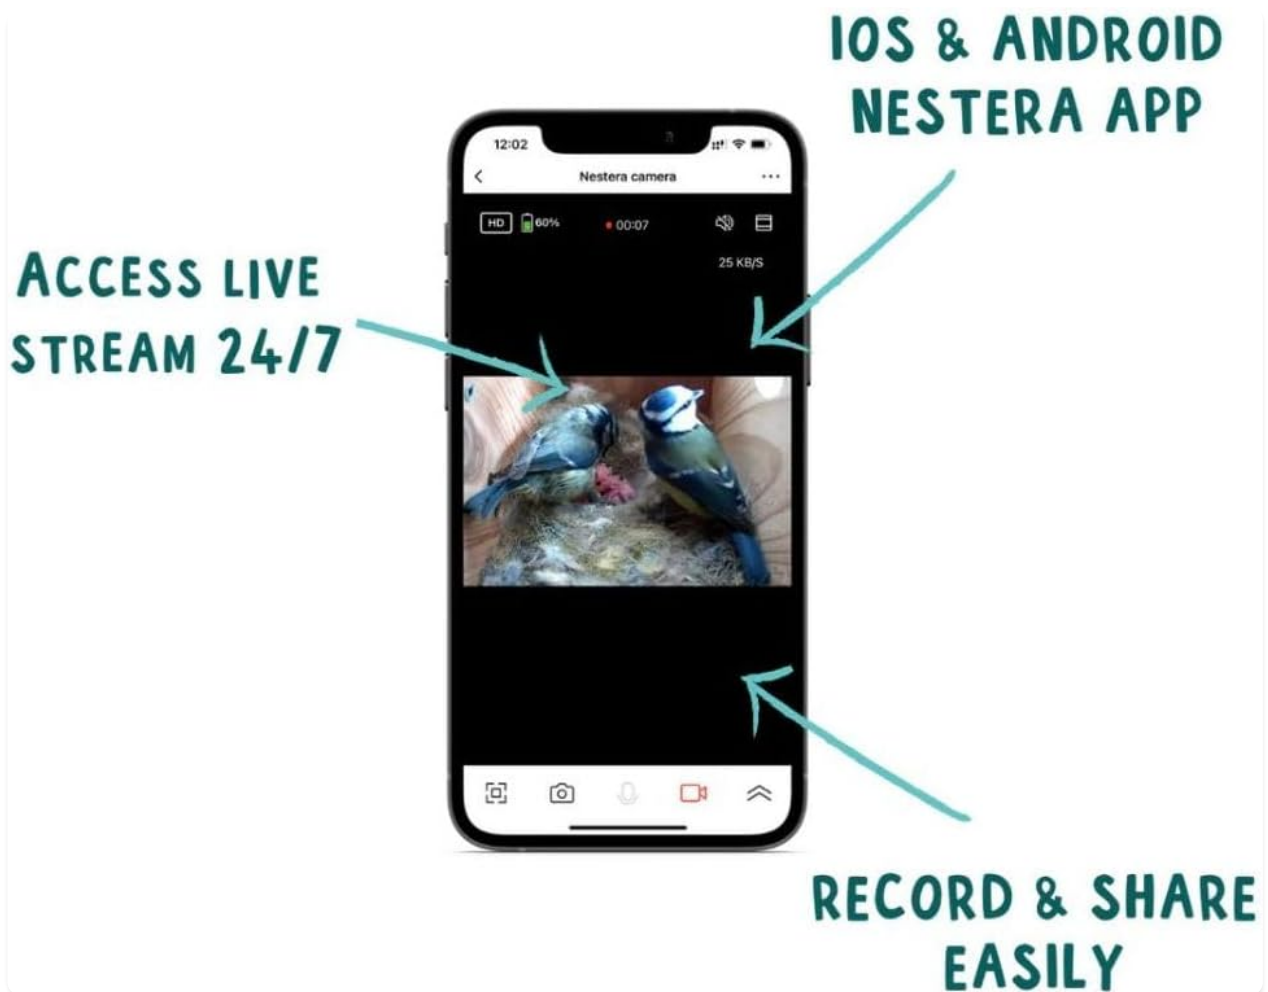 IOS & ANDROID
NESTERA APP
12:02
Nestera camera
HD 60% 00:07
25 KB/S
ACCESS LIVE
STREAM 24/7
RECORD & SHARE
EASILY